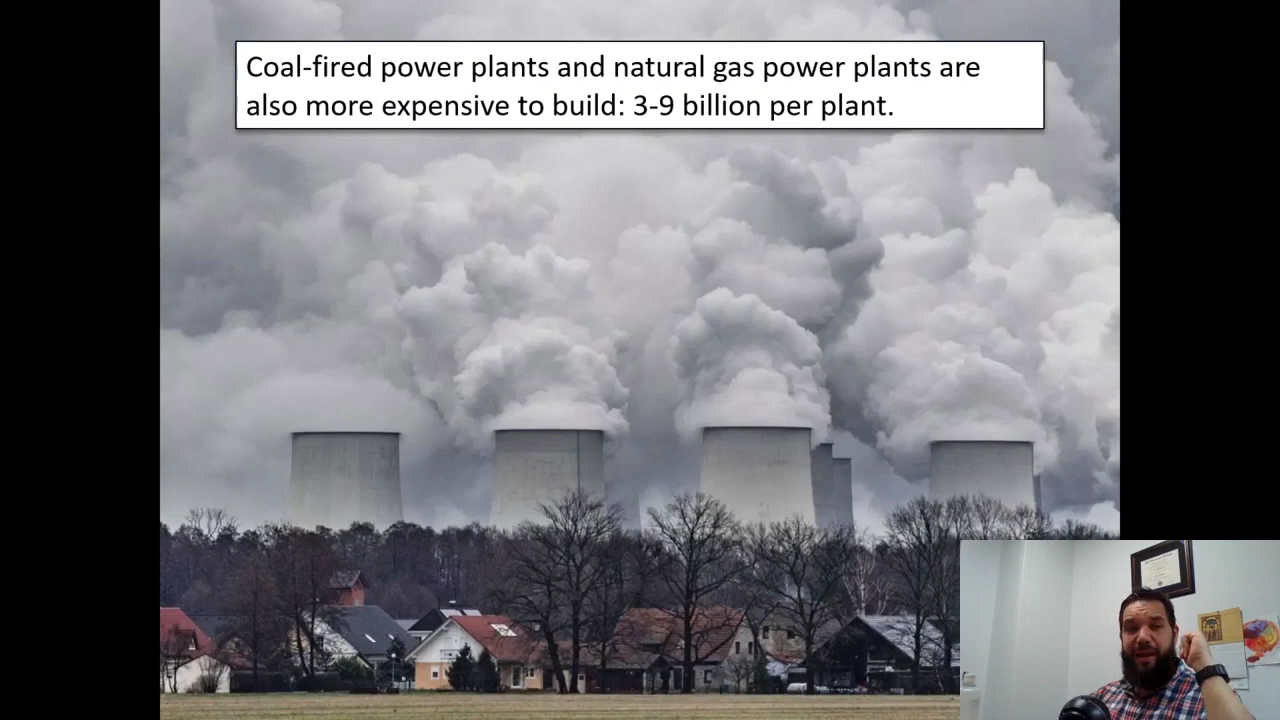 Coal-fired power plants and natural gas power plants are
also more expensive to build: 3-9 billion per plant.